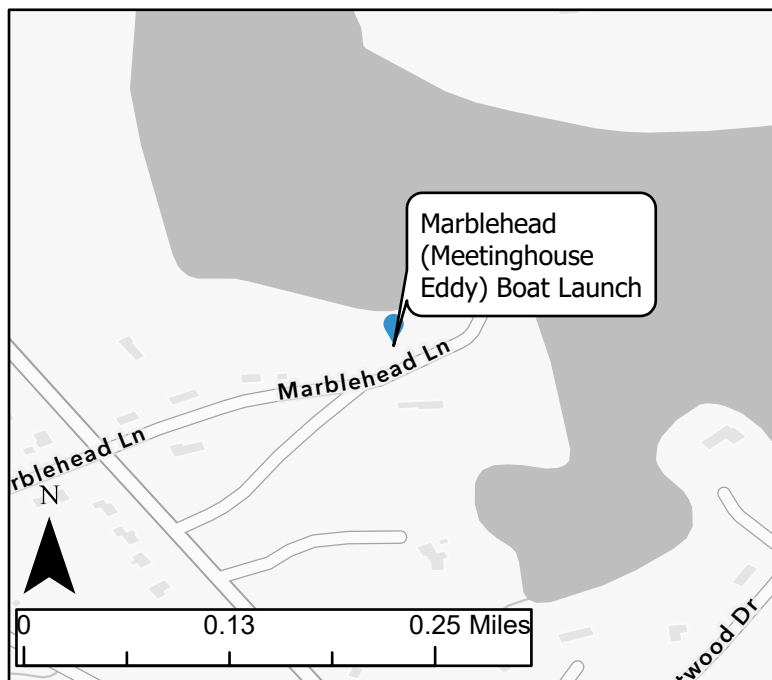 Marblehead
(Meetinghouse
Eddy) Boat Launch
Marblehead Ln
rblehead Ln
N
0 0.13 0.25 Miles
twood Dr